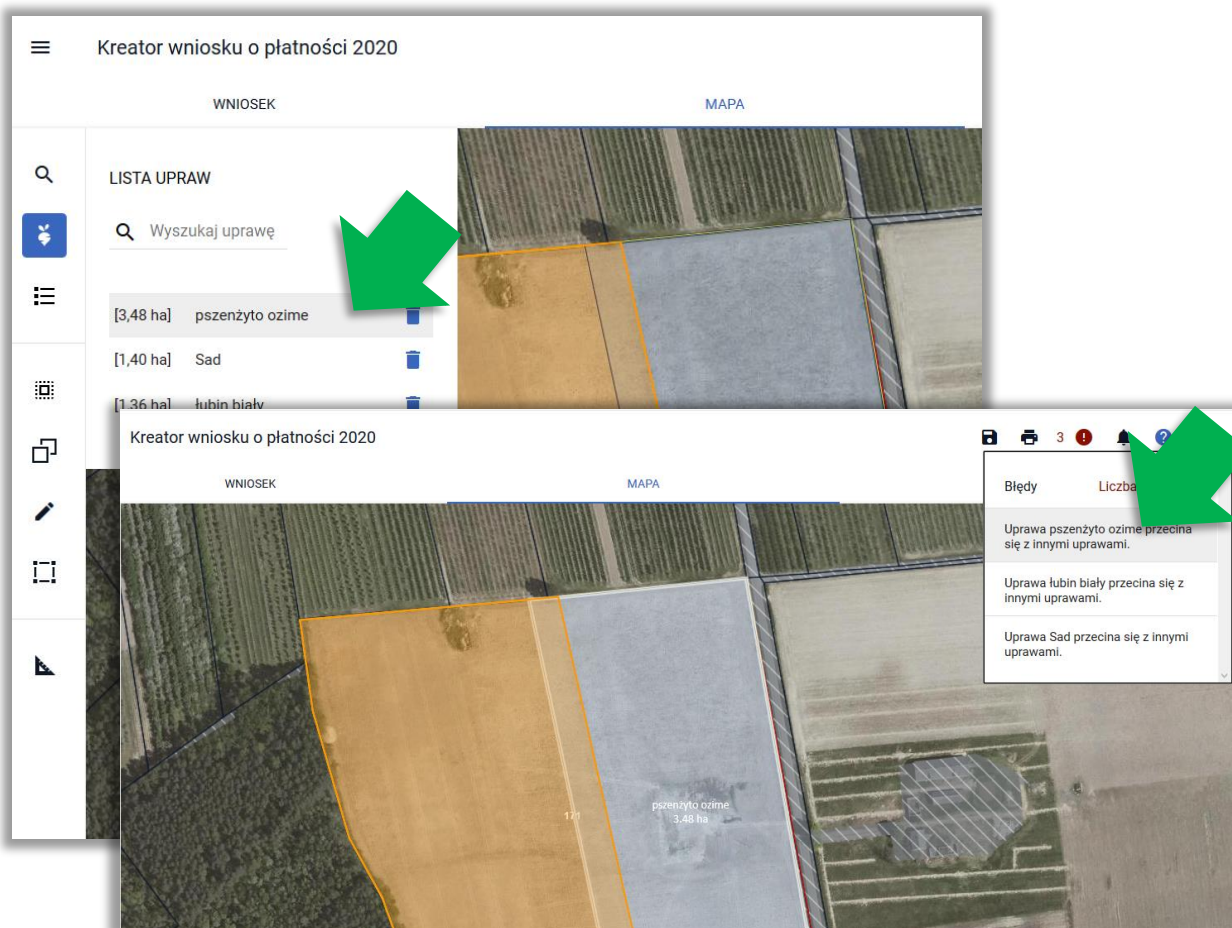 Kreator wniosku o płatności 2020
WNIOSEK
MAPA
LISTA UPRAW
Wyszukaj uprawę
[3,48 ha] pszenżyto ozime
[1,40 ha] Sad
[1,36 ha] łubin biały
Kreator wniosku o płatności 2020
3
WNIOSEK
MAPA
Błędy
Liczba
Uprawa pszenżyto ozime przecina
się z innymi uprawami.
Uprawa łubin biały przecina się z
innymi uprawami.
Uprawa Sad przecina się z innymi
uprawami.
pszenżyto ozime
3.48 ha
171